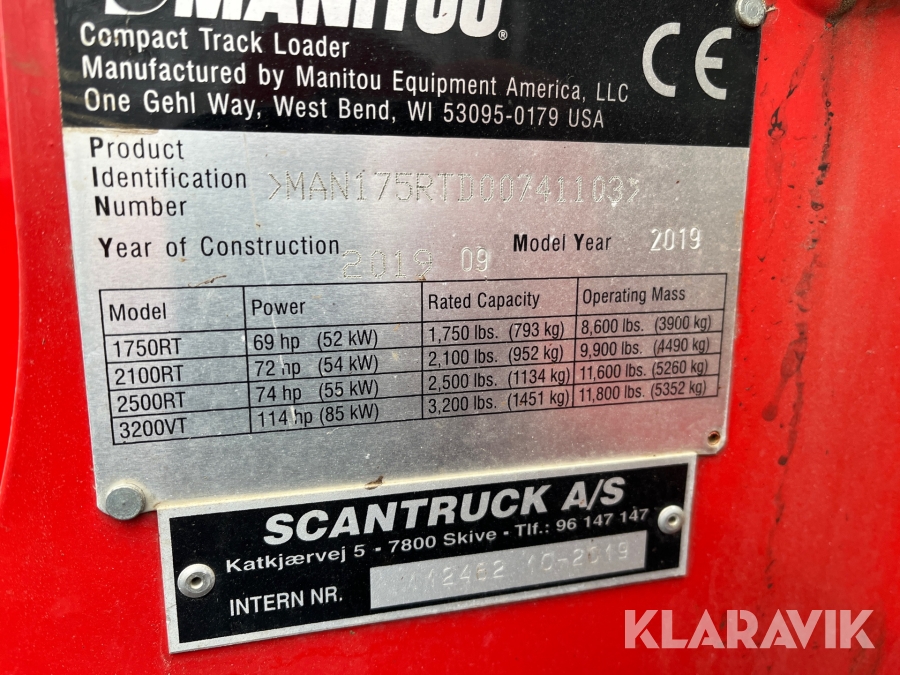 MANITOU®
Compact Track Loader
Manufactured by Manitou Equipment America, LLC
One Gehl Way, West Bend, WI 53095-0179 USA
CE
Product
Identification
Number
>MAN175RTD00741103>
Year of Construction 2019 09 Model Year 2019
Model Power Rated Capacity Operating Mass
1750RT 69 hp (52 kW) 1,750 lbs. (793 kg) 8,600 lbs. (3900 kg)
2100RT 72 hp (54 kW) 2,100 lbs. (952 kg) 9,900 lbs. (4490 kg)
2500RT 74 hp (55 kW) 2,500 lbs. (1134 kg) 11,600 lbs. (5260 kg)
3200VT 114 hp (85 kW) 3,200 lbs. (1451 kg) 11,800 lbs. (5352 kg)
SCANTRUCK A/S
Katkjærvej 5 - 7800 Skive - Tlf.: 96 147 147
INTERN NR. 10-2019
KLARAVIK